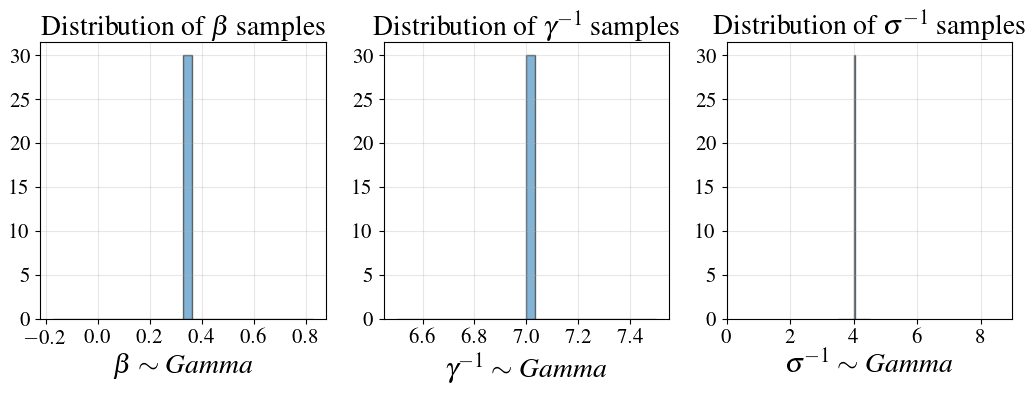 Distribution of β samples
30
25
20
15
10
5
0
−0.2 0.0 0.2 0.4 0.6 0.8
β ∼ Gamma
Distribution of γ⁻¹ samples
30
25
20
15
10
5
0
6.6 6.8 7.0 7.2 7.4
γ⁻¹ ∼ Gamma
Distribution of σ⁻¹ samples
30
25
20
15
10
5
0
0 2 4 6 8
σ⁻¹ ∼ Gamma